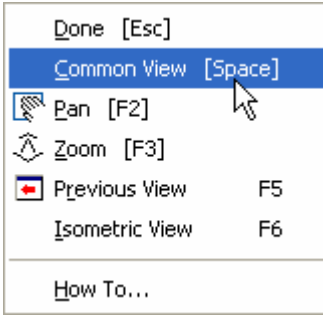 Done [Esc]
Common View [Space]
Pan [F2]
Zoom [F3]
Previous View F5
Isometric View F6
How To...